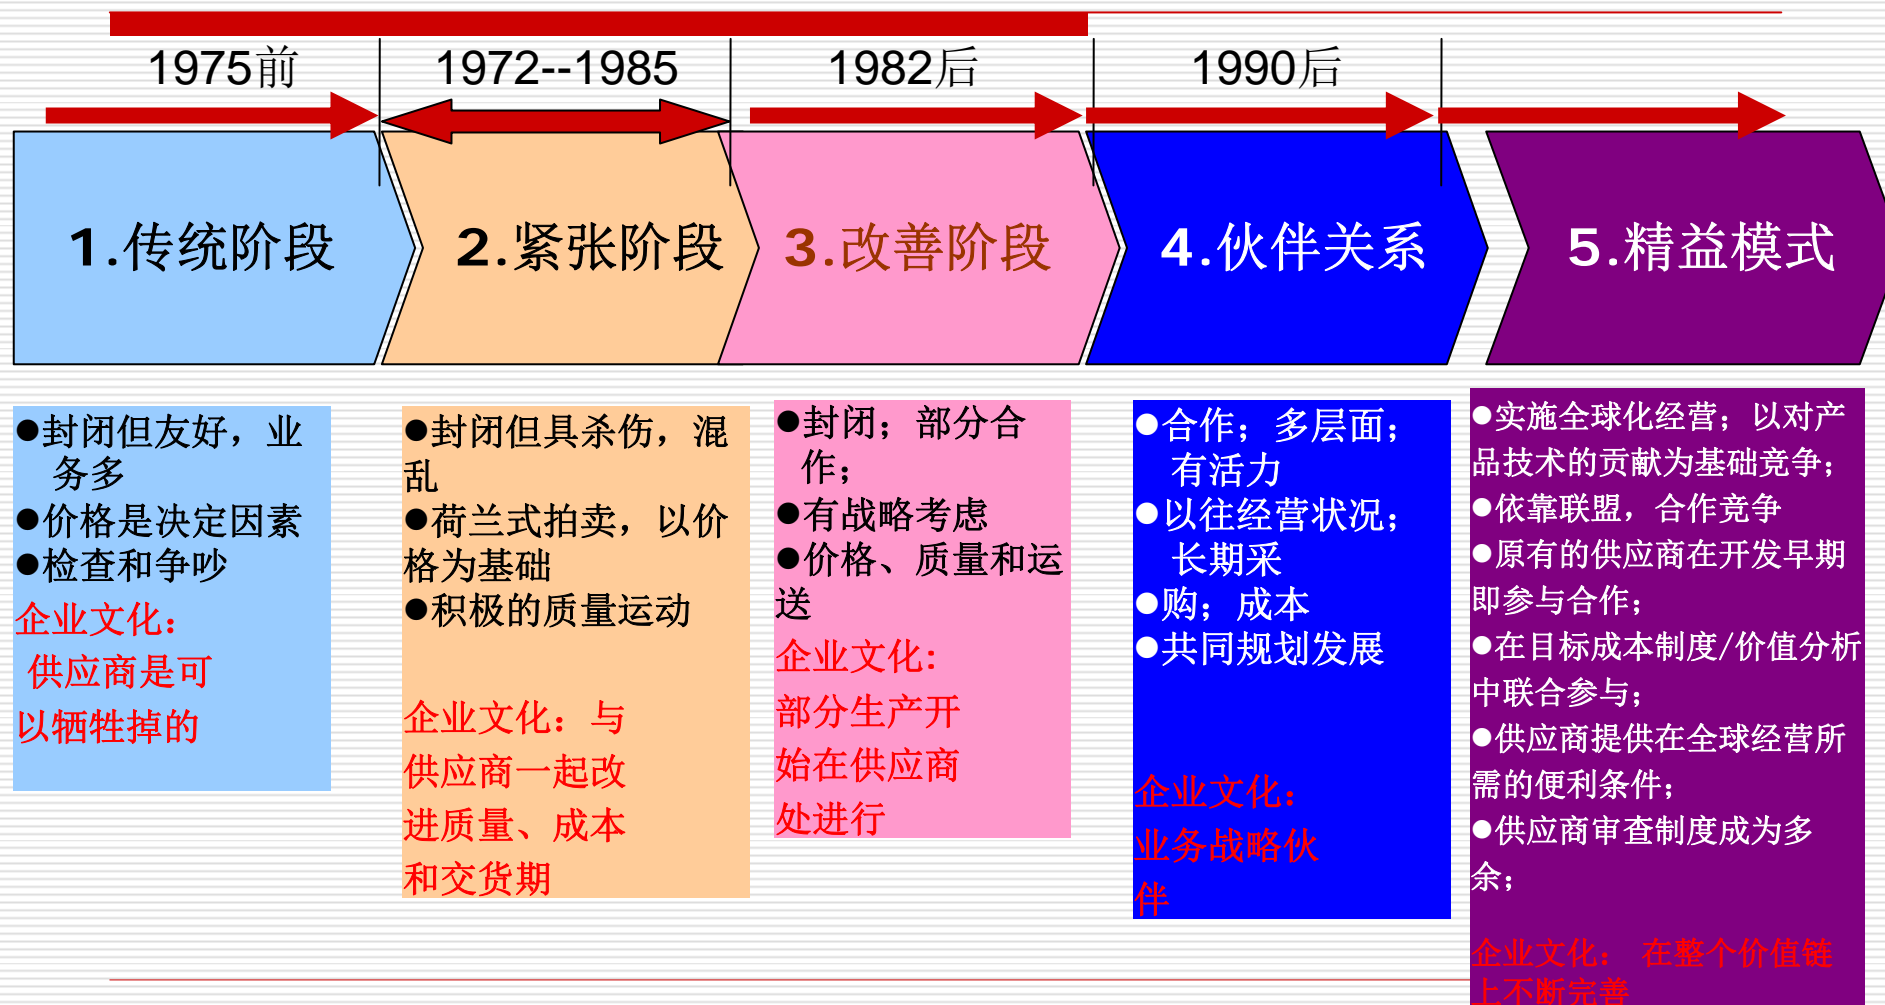 1975前
1972--1985
1982后
1990后
1.传统阶段
2.紧张阶段
3.改善阶段
4.伙伴关系
5.精益模式
●封闭但友好，业
务多
●价格是决定因素
●检查和争吵
企业文化：
供应商是可
以牺牲掉的
●封闭但具杀伤，混
乱
●荷兰式拍卖，以价
格为基础
●积极的质量运动
企业文化：与
供应商一起改
进质量、成本
和交货期
●封闭；部分合
作；
●有战略考虑
●价格、质量和运
送
企业文化：
部分生产开
始在供应商
处进行
●合作；多层面；
有活力
●以往经营状况；
长期采
●购；成本
●共同规划发展
企业文化：
业务战略伙
伴
●实施全球化经营；以对产
品技术的贡献为基础竞争；
●依靠联盟，合作竞争
●原有的供应商在开发早期
即参与合作；
●在目标成本制度/价值分析
中联合参与；
●供应商提供在全球经营所
需的便利条件；
●供应商审查制度成为多
余；
企业文化： 在整个价值链
上不断完善